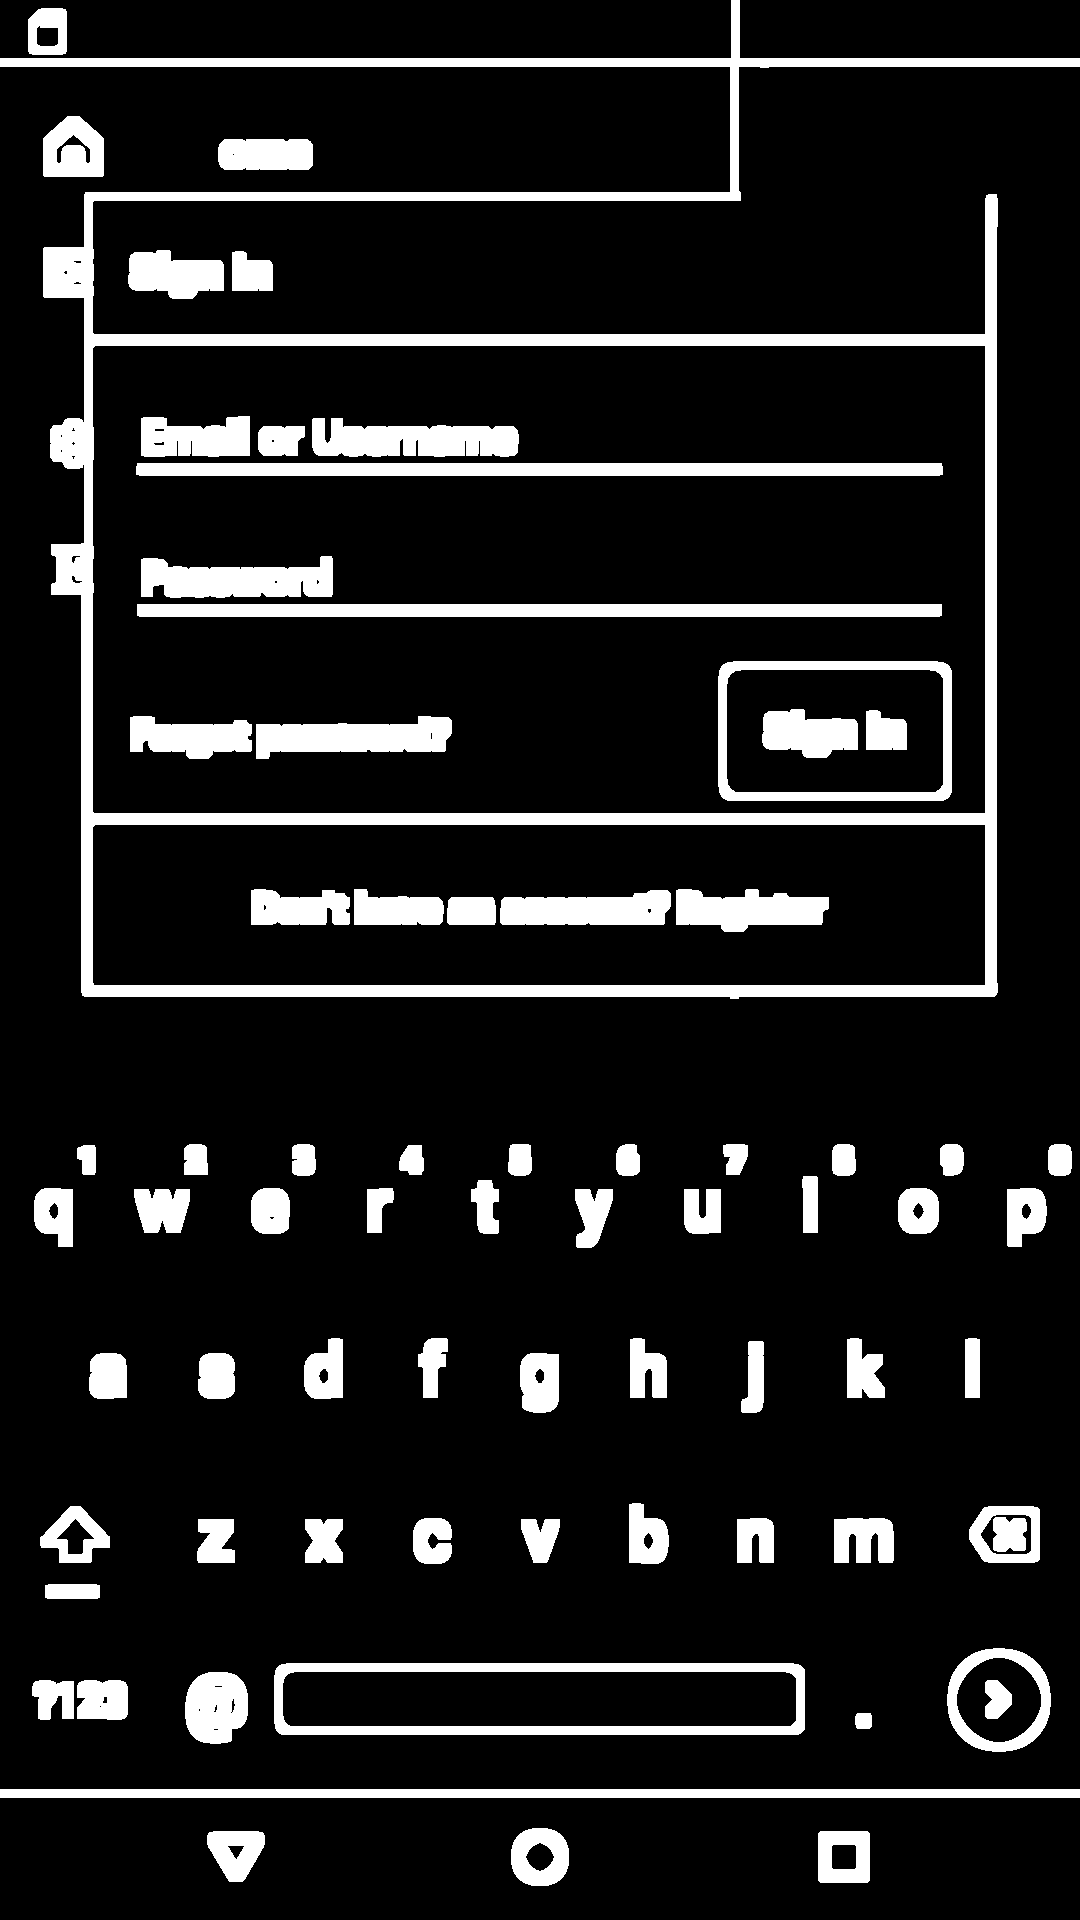 Sign in
Email or Username
Password
Forgot password? Sign in
Don't have an account? Register
1 2 3 4 5 6 7 8 9 0
q w e r t y u i o p
a s d f g h j k l
z x c v b n m
?123 @ .